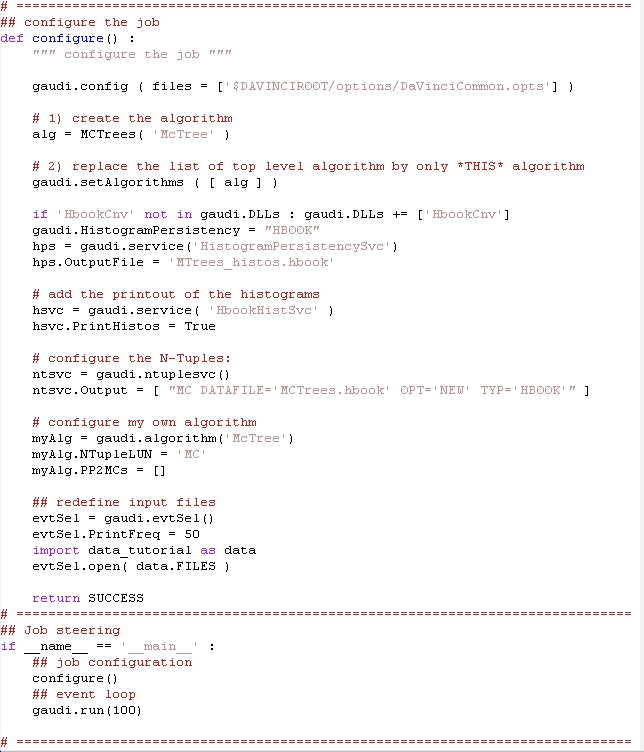 # =============================================================================
## configure the job
def configure() :
    """ configure the job """
    gaudi.config ( files = ['$DAVINCIROOT/options/DaVinciCommon.opts'] )
    # 1) create the algorithm
    alg = MCTrees( 'McTree' )
    # 2) replace the list of top level algorithm by only *THIS* algorithm
    gaudi.setAlgorithms ( [ alg ] )
    if 'HbookCnv' not in gaudi.DLLs : gaudi.DLLs += ['HbookCnv']
    gaudi.HistogramPersistency = "HBOOK"
    hps = gaudi.service('HistogramPersistencySvc')
    hps.OutputFile = 'MTrees_histos.hbook'
    # add the printout of the histograms
    hsvc = gaudi.service( 'HbookHistSvc' )
    hsvc.PrintHistos = True
    # configure the N-Tuples:
    ntsvc = gaudi.ntuplesvc()
    ntsvc.Output = [ "MC DATAFILE='MCTrees.hbook' OPT='NEW' TYP='HBOOK'" ]
    # configure my own algorithm
    myAlg = gaudi.algorithm('McTree')
    myAlg.NTupleLUN = 'MC'
    myAlg.PP2MCs = []
    ## redefine input files
    evtSel = gaudi.evtSel()
    evtSel.PrintFreq = 50
    import data_tutorial as data
    evtSel.open( data.FILES )
    return SUCCESS
# =============================================================================
## Job steering
if __name__ == '__main__' :
    ## job configuration
    configure()
    ## event loop
    gaudi.run(100)
# =============================================================================